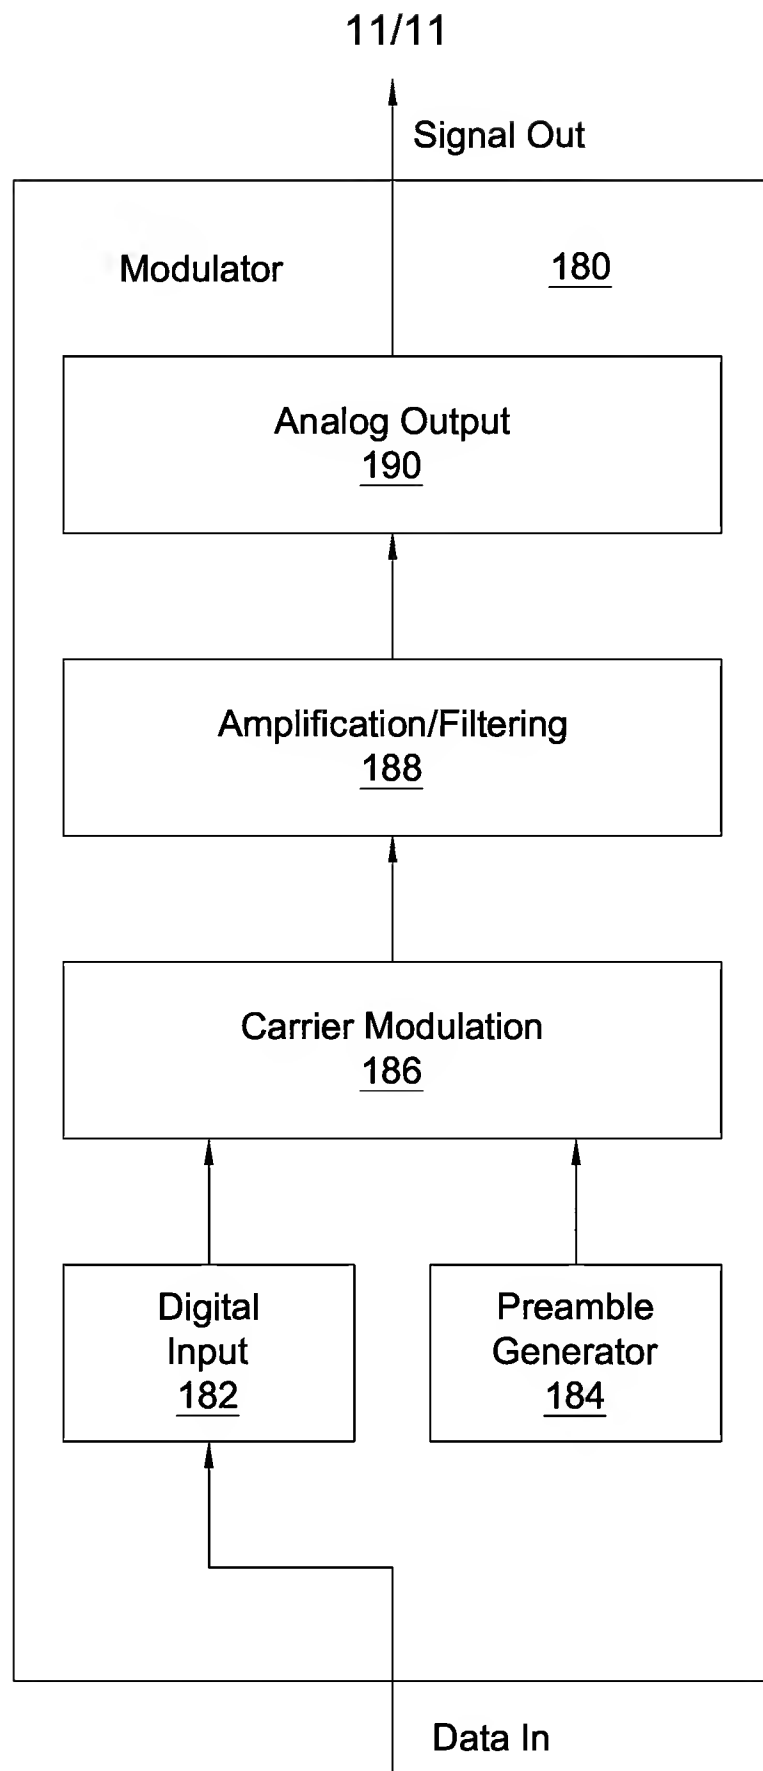 11/11
Signal Out
Modulator 180
Analog Output
190
Amplification/Filtering
188
Carrier Modulation
186
Digital
Input
182
Preamble
Generator
184
Data In